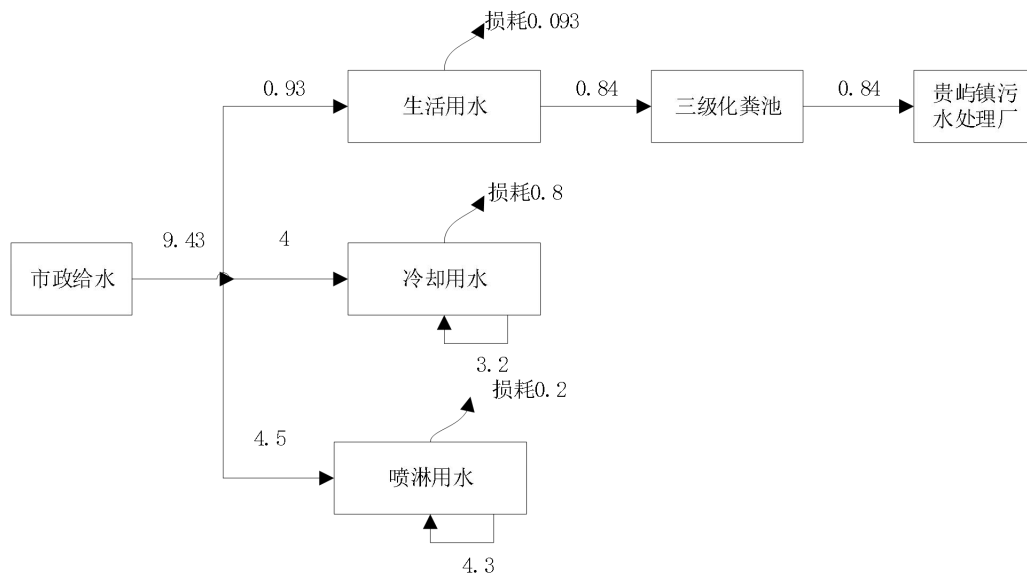 损耗0.093
0.93
生活用水
0.84
三级化粪池
0.84
贵屿镇污
水处理厂
损耗0.8
市政给水
9.43
4
冷却用水
3.2
损耗0.2
4.5
喷淋用水
4.3